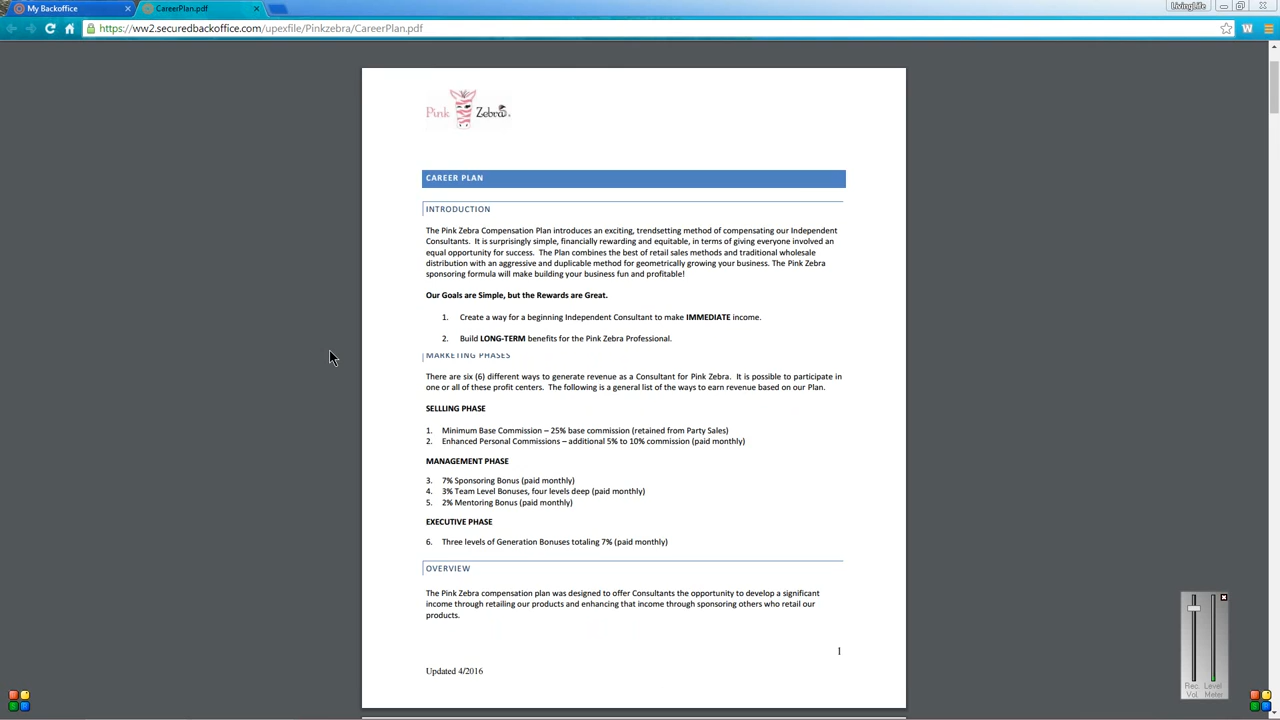 My Backoffice
CareerPlan.pdf
LivingLife
https://ww2.securedbackoffice.com/upexfile/Pinkzebra/CareerPlan.pdf
Pink Zebra
CAREER PLAN
INTRODUCTION
The Pink Zebra Compensation Plan introduces an exciting, trendsetting method of compensating our Independent
Consultants. It is surprisingly simple, financially rewarding and equitable, in terms of giving everyone involved an
equal opportunity for success. The Plan combines the best of retail sales methods and traditional wholesale
distribution with an aggressive and duplicable method for geometrically growing your business. The Pink Zebra
sponsoring formula will make building your business fun and profitable!
Our Goals are Simple, but the Rewards are Great.
1. Create a way for a beginning Independent Consultant to make IMMEDIATE income.
2. Build LONG-TERM benefits for the Pink Zebra Professional.
MARKETING PHASES
There are six (6) different ways to generate revenue as a Consultant for Pink Zebra. It is possible to participate in
one or all of these profit centers. The following is a general list of the ways to earn revenue based on our Plan.
SELLLING PHASE
1. Minimum Base Commission – 25% base commission (retained from Party Sales)
2. Enhanced Personal Commissions – additional 5% to 10% commission (paid monthly)
MANAGEMENT PHASE
3. 7% Sponsoring Bonus (paid monthly)
4. 3% Team Level Bonuses, four levels deep (paid monthly)
5. 2% Mentoring Bonus (paid monthly)
EXECUTIVE PHASE
6. Three levels of Generation Bonuses totaling 7% (paid monthly)
OVERVIEW
The Pink Zebra compensation plan was designed to offer Consultants the opportunity to develop a significant
income through retailing our products and enhancing that income through sponsoring others who retail our
products.
1
Updated 4/2016
Rec. Level
Vol Meter